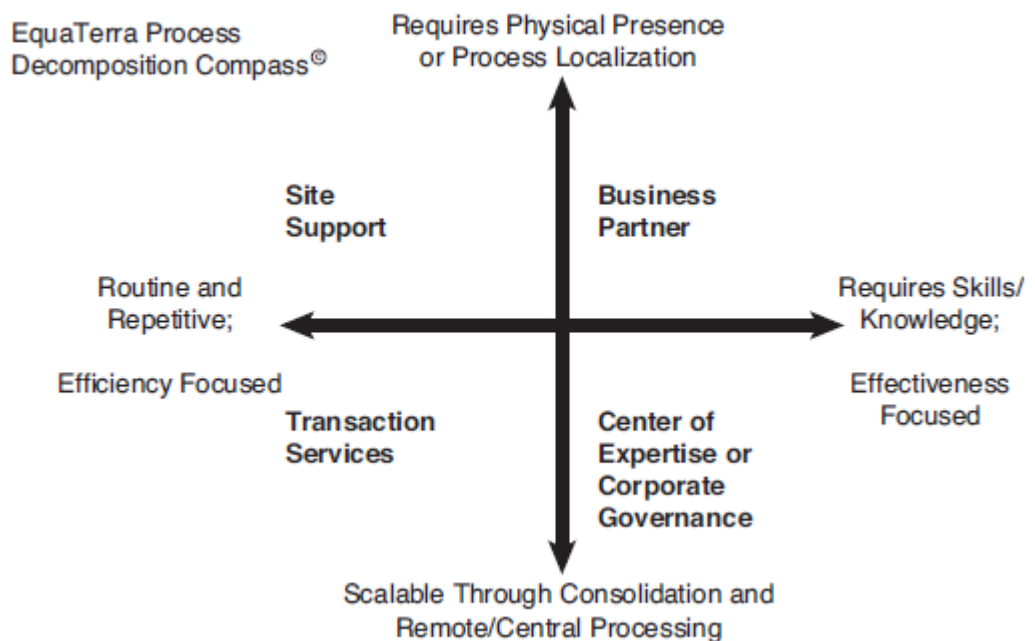 EquaTerra Process
Decomposition Compass©
Requires Physical Presence
or Process Localization
Site
Support
Business
Partner
Routine and
Repetitive;
Efficiency Focused
Requires Skills/
Knowledge;
Effectiveness
Focused
Transaction
Services
Center of
Expertise or
Corporate
Governance
Scalable Through Consolidation and
Remote/Central Processing